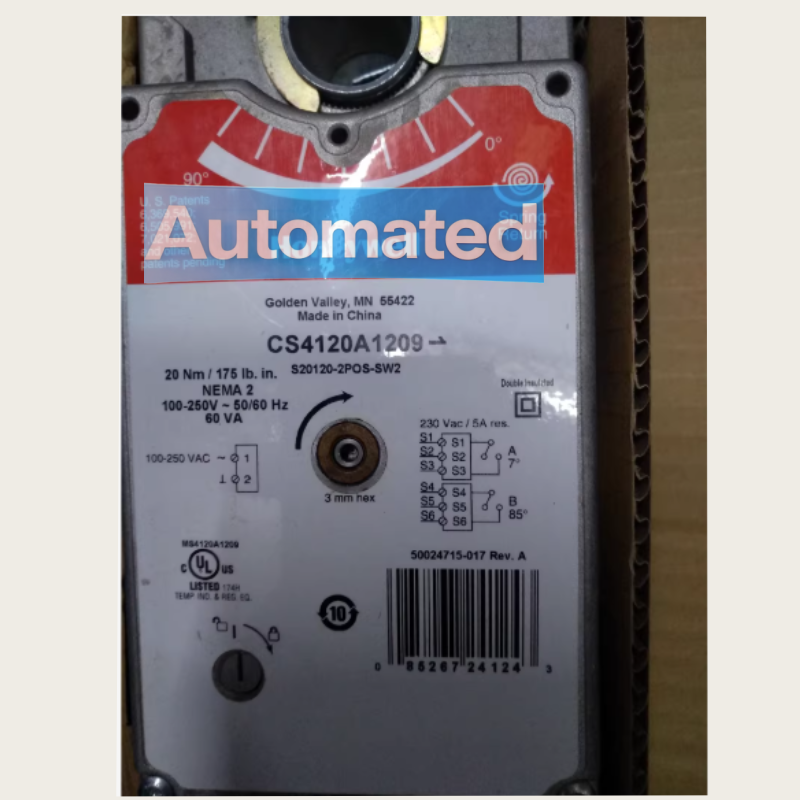 0°
90°
U. S. Patents
Spring
Return
Automated
patents pending
Golden Valley, MN 55422
Made in China
CS4120A1209
20 Nm / 175 lb. in.
S20120-2POS-SW2
NEMA 2
100-250V ~ 50/60 Hz
60 VA
Double Insulated
230 Vac / 5A res.
S1 S1
S2 S2 A
S3 S3 7°
100-250 VAC ~ 1
2
3 mm hex
S4 S4
S5 S5 B
S6 S6 85°
MS4120A1209
C UL US
LISTED 174H
TEMP. IND. & REG. EQ.
50024715-017 Rev. A
10
0 85267 24124 3